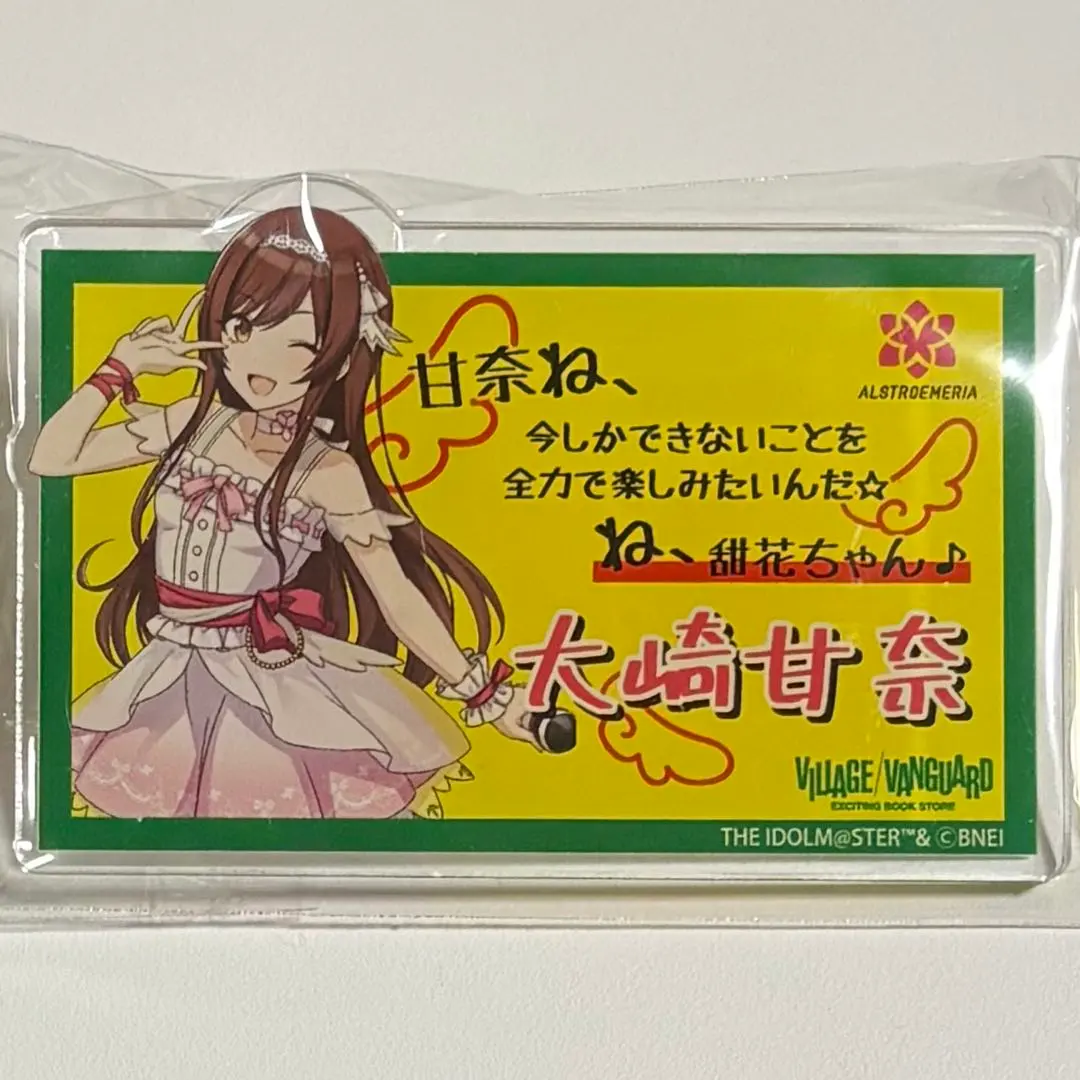 ALSTROEMERIA
甘奈ね、
今しかできないことを
全力で楽しみたいんだ☆
ね、甜花ちゃん♪
大崎甘奈
VILLAGE/VANGUARD
EXCITING BOOK STORE
THE IDOLM@STER™& ©BNEI